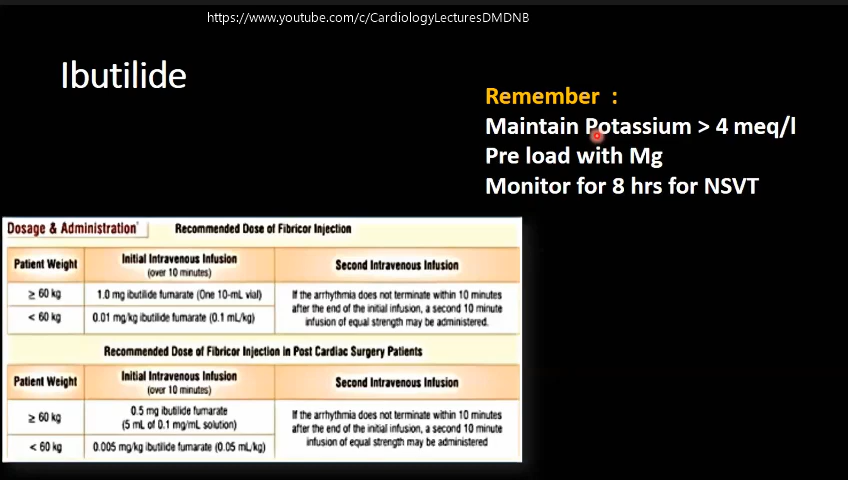 https://www.youtube.com/c/CardiologyLecturesDMDNB
Ibutilide
Remember :
Maintain Potassium > 4 meq/l
Pre load with Mg
Monitor for 8 hrs for NSVT
Dosage & Administration
Recommended Dose of Fibricor Injection
Patient Weight
Initial Intravenous Infusion
(over 10 minutes)
Second Intravenous Infusion
≥ 60 kg
1.0 mg ibutilide fumarate (One 10-mL vial)
< 60 kg
0.01 mg/kg ibutilide fumarate (0.1 mL/kg)
If the arrhythmia does not terminate within 10 minutes
after the end of the initial infusion, a second 10 minute
infusion of equal strength may be administered.
Recommended Dose of Fibricor Injection in Post Cardiac Surgery Patients
Patient Weight
Initial Intravenous Infusion
(over 10 minutes)
Second Intravenous Infusion
≥ 60 kg
0.5 mg ibutilide fumarate
(5 mL of 0.1 mg/mL solution)
< 60 kg
0.005 mg/kg ibutilide fumarate (0.05 mL/kg)
If the arrhythmia does not terminate within 10 minutes
after the end of the initial infusion, a second 10 minute
infusion of equal strength may be administered